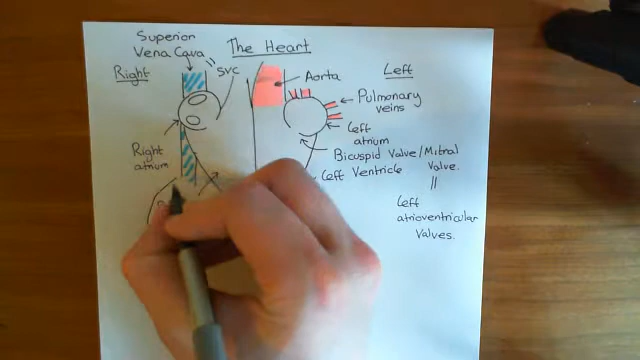 The Heart
Superior
Vena Cava
=
SVC
Right
Right
atrium
Aorta
Left
Pulmonary
veins
Left
atrium
Bicuspid Valve/Mitral
Valve.
=
Left Ventricle
Left
atrioventricular
Valves.